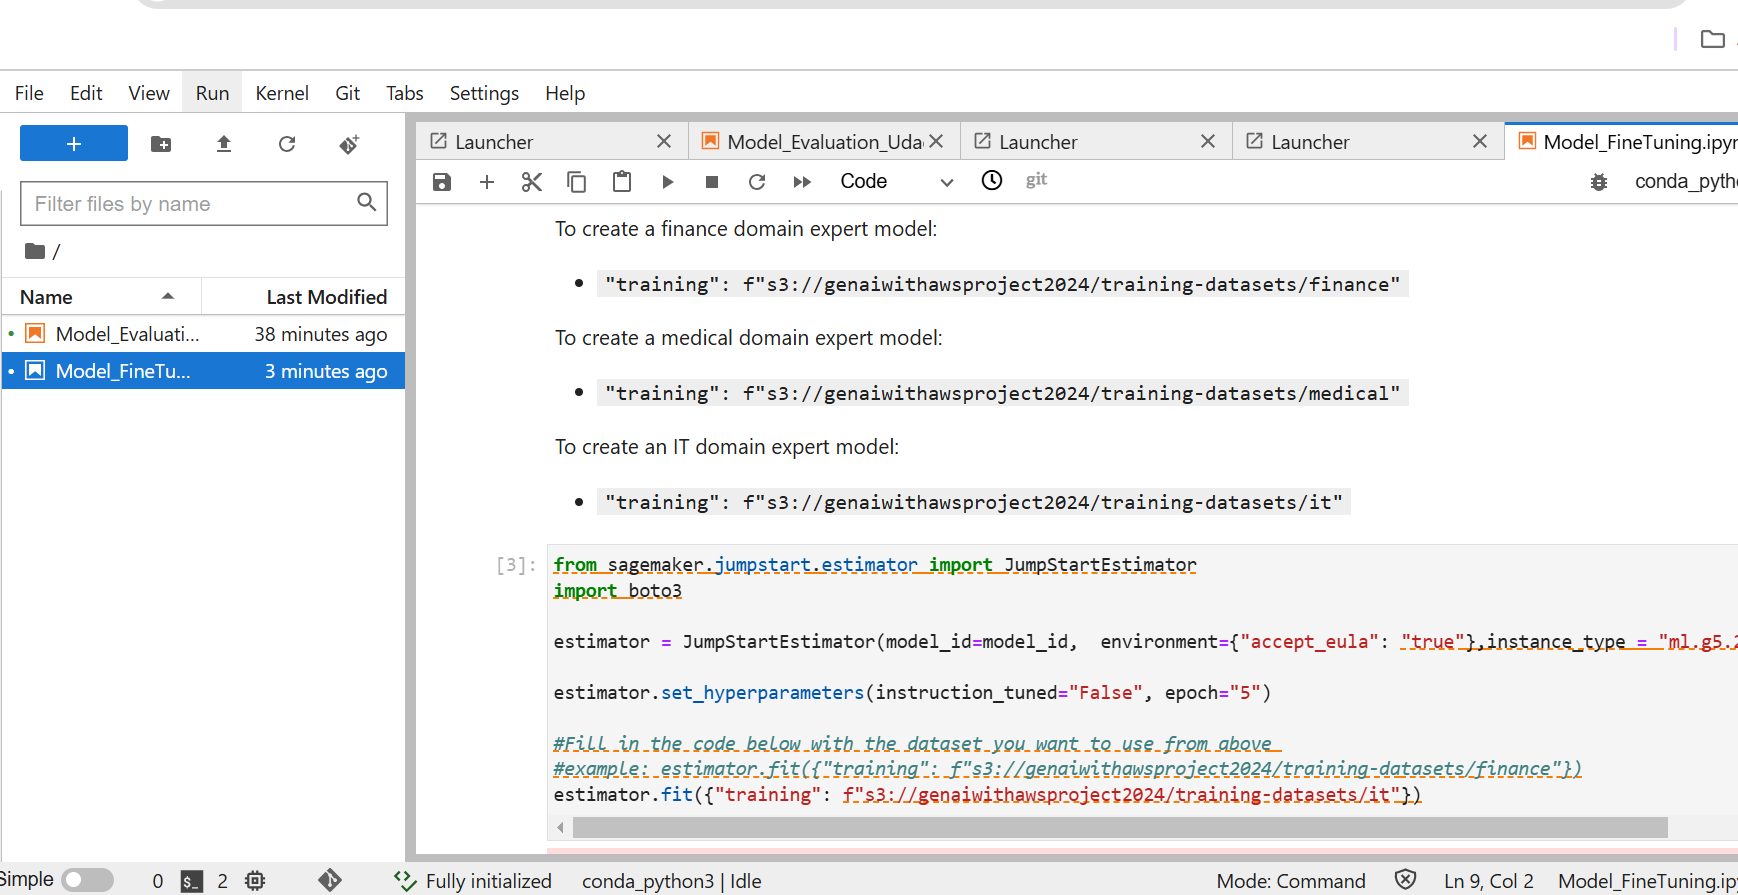 File Edit View Run Kernel Git Tabs Settings Help
Launcher
Model_Evaluation_Uda
Launcher
Launcher
Model_FineTuning.ipyn
Code
git
conda_pytho
Filter files by name
/
Name Last Modified
Model_Evaluati... 38 minutes ago
Model_FineTu... 3 minutes ago
To create a finance domain expert model:
"training": f"s3://genaiwithawsproject2024/training-datasets/finance"
To create a medical domain expert model:
"training": f"s3://genaiwithawsproject2024/training-datasets/medical"
To create an IT domain expert model:
"training": f"s3://genaiwithawsproject2024/training-datasets/it"
[3]:
from sagemaker.jumpstart.estimator import JumpStartEstimator
import boto3
estimator = JumpStartEstimator(model_id=model_id,  environment={"accept_eula": "true"},instance_type = "ml.g5.2
estimator.set_hyperparameters(instruction_tuned="False", epoch="5")
#Fill in the code below with the dataset you want to use from above
#example: estimator.fit({"training": f"s3://genaiwithawsproject2024/training-datasets/finance"})
estimator.fit({"training": f"s3://genaiwithawsproject2024/training-datasets/it"})
Simple 0 $_ 2 Fully initialized conda_python3 | Idle Mode: Command Ln 9, Col 2 Model_FineTuning.ipy